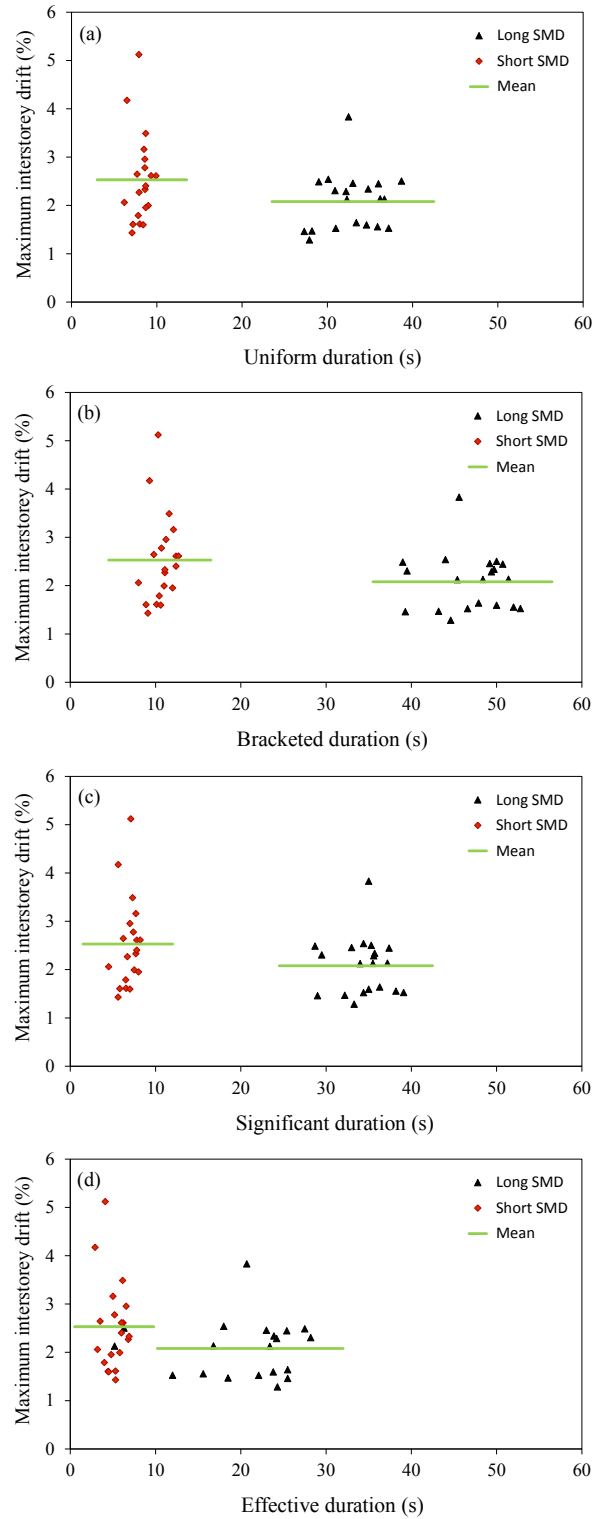 (a)
Long SMD
Short SMD
Mean
Maximum interstorey drift (%)
6
5
4
3
2
1
0
0 10 20 30 40 50 60
Uniform duration (s)
(b)
Long SMD
Short SMD
Mean
Maximum interstorey drift (%)
6
5
4
3
2
1
0
0 10 20 30 40 50 60
Bracketed duration (s)
(c)
Long SMD
Short SMD
Mean
Maximum interstorey drift (%)
6
5
4
3
2
1
0
0 10 20 30 40 50 60
Significant duration (s)
(d)
Long SMD
Short SMD
Mean
Maximum interstorey drift (%)
6
5
4
3
2
1
0
0 10 20 30 40 50 60
Effective duration (s)